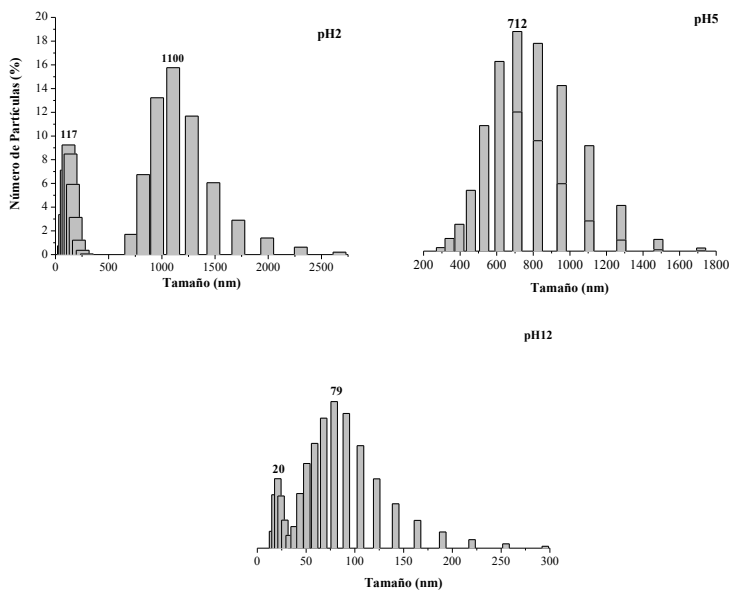 pH2
20
18
16
14
12
10
8
6
4
2
0
Número de Partículas (%)
117
1100
0 500 1000 1500 2000 2500
Tamaño (nm)
pH5
712
200 400 600 800 1000 1200 1400 1600 1800
Tamaño (nm)
pH12
20
79
0 50 100 150 200 250 300
Tamaño (nm)